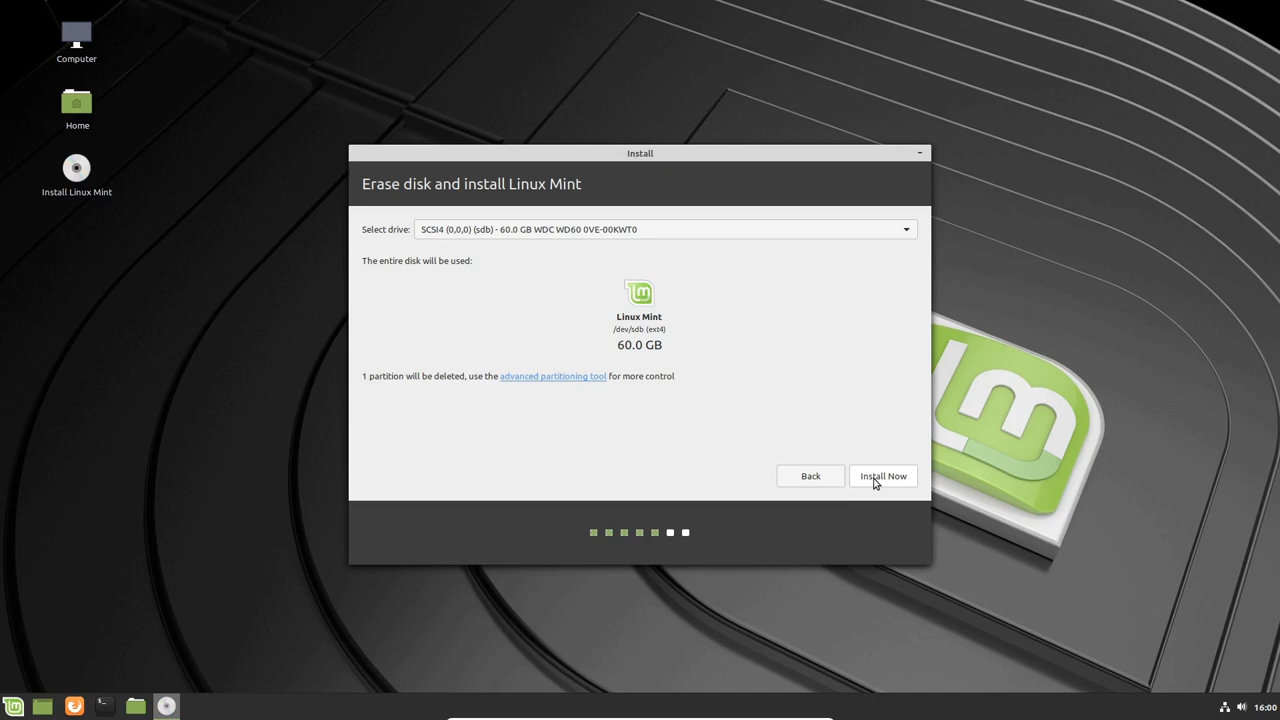 Computer
Home
Install Linux Mint
Install
Erase disk and install Linux Mint
Select drive: SCSI4 (0,0,0) (sdb) - 60.0 GB WDC WD60 0VE-00KWT0
The entire disk will be used:
Linux Mint
/dev/sdb (ext4)
60.0 GB
1 partition will be deleted, use the advanced partitioning tool for more control
Back
Install Now
16:00